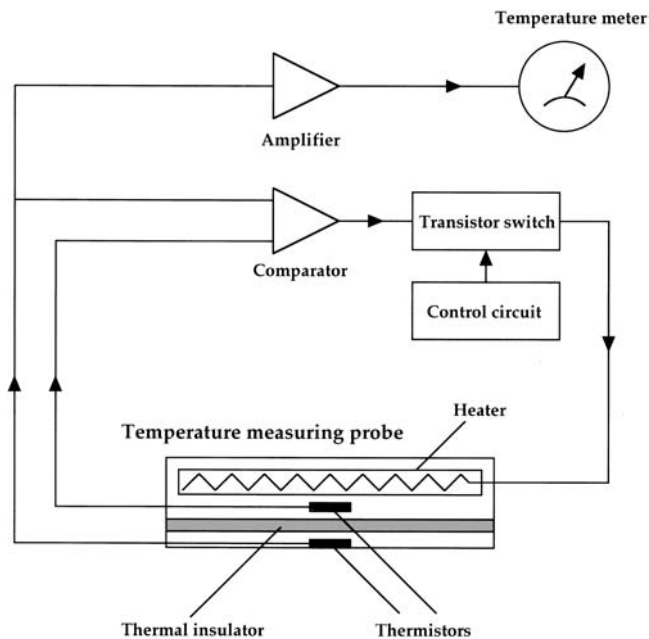 Temperature meter
Amplifier
Transistor switch
Comparator
Control circuit
Heater
Temperature measuring probe
Thermal insulator
Thermistors